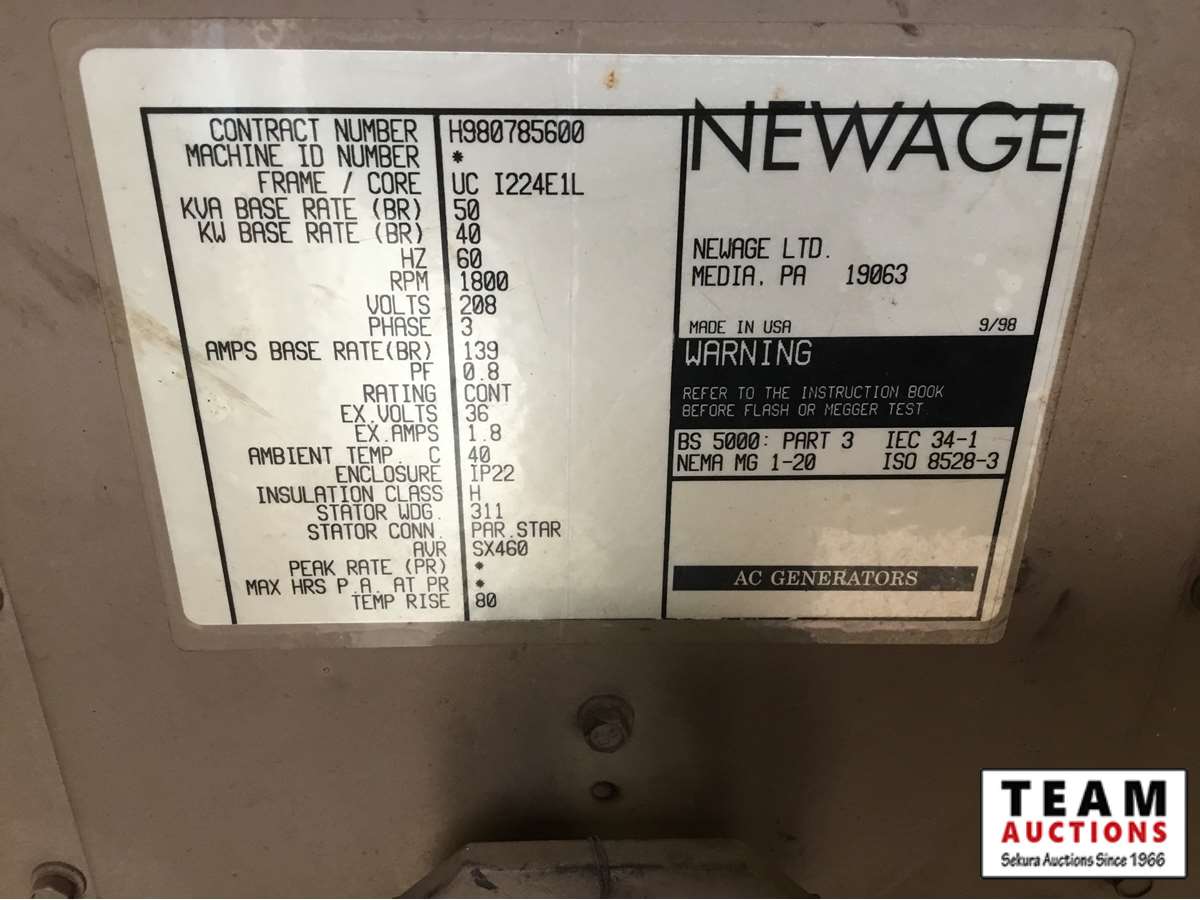 CONTRACT NUMBER H980785600
MACHINE ID NUMBER *
FRAME / CORE UC I224E1L
KVA BASE RATE (BR) 50
KW BASE RATE (BR) 40
HZ 60
RPM 1800
VOLTS 208
PHASE 3
AMPS BASE RATE(BR) 139
PF 0.8
RATING CONT
EX.VOLTS 36
EX.AMPS 1.8
AMBIENT TEMP. C 40
ENCLOSURE IP22
INSULATION CLASS H
STATOR WDG. 311
STATOR CONN. PAR.STAR
AVR SX460
PEAK RATE (PR) *
MAX HRS P.A. AT PR *
TEMP RISE 80
NEWAGE
NEWAGE LTD.
MEDIA, PA 19063
MADE IN USA 9/98
WARNING
REFER TO THE INSTRUCTION BOOK
BEFORE FLASH OR MEGGER TEST.
BS 5000: PART 3 IEC 34-1
NEMA MG 1-20 ISO 8528-3
AC GENERATORS
TEAM
AUCTIONS
Sekura Auctions Since 1966